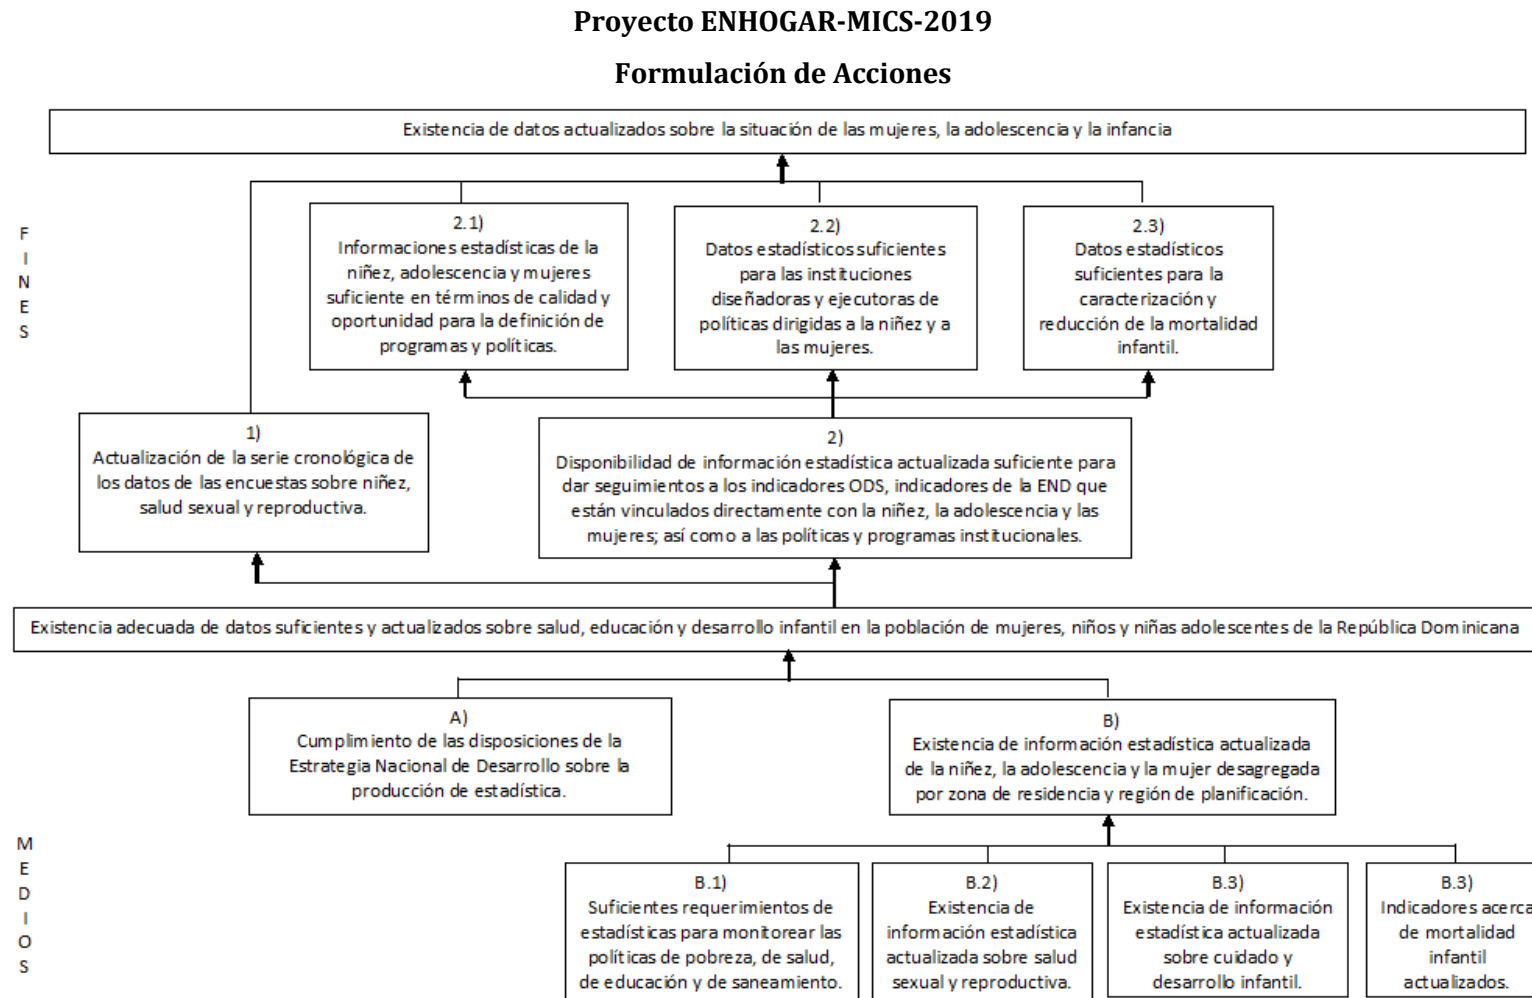 Proyecto ENHOGAR-MICS-2019
Formulación de Acciones
Existencia de datos actualizados sobre la situación de las mujeres, la adolescencia y la infancia
F
I
N
E
S
2.1)
Informaciones estadísticas de la
niñez, adolescencia y mujeres
suficiente en términos de calidad y
oportunidad para la definición de
programas y políticas.
2.2)
Datos estadísticos suficientes
para las instituciones
diseñadoras y ejecutoras de
políticas dirigidas a la niñez y a
las mujeres.
2.3)
Datos estadísticos
suficientes para la
caracterización y
reducción de la mortalidad
infantil.
1)
Actualización de la serie cronológica de
los datos de las encuestas sobre niñez,
salud sexual y reproductiva.
2)
Disponibilidad de información estadística actualizada suficiente para
dar seguimientos a los indicadores ODS, indicadores de la END que
están vinculados directamente con la niñez, la adolescencia y las
mujeres; así como a las políticas y programas institucionales.
Existencia adecuada de datos suficientes y actualizados sobre salud, educación y desarrollo infantil en la población de mujeres, niños y niñas adolescentes de la República Dominicana
A)
Cumplimiento de las disposiciones de la
Estrategia Nacional de Desarrollo sobre la
producción de estadística.
B)
Existencia de información estadística actualizada
de la niñez, la adolescencia y la mujer desagregada
por zona de residencia y región de planificación.
M
E
D
I
O
S
B.1)
Suficientes requerimientos de
estadísticas para monitorear las
políticas de pobreza, de salud,
de educación y de saneamiento.
B.2)
Existencia de
información estadística
actualizada sobre salud
sexual y reproductiva.
B.3)
Existencia de información
estadística actualizada
sobre cuidado y
desarrollo infantil.
B.3)
Indicadores acerca
de mortalidad
infantil
actualizados.